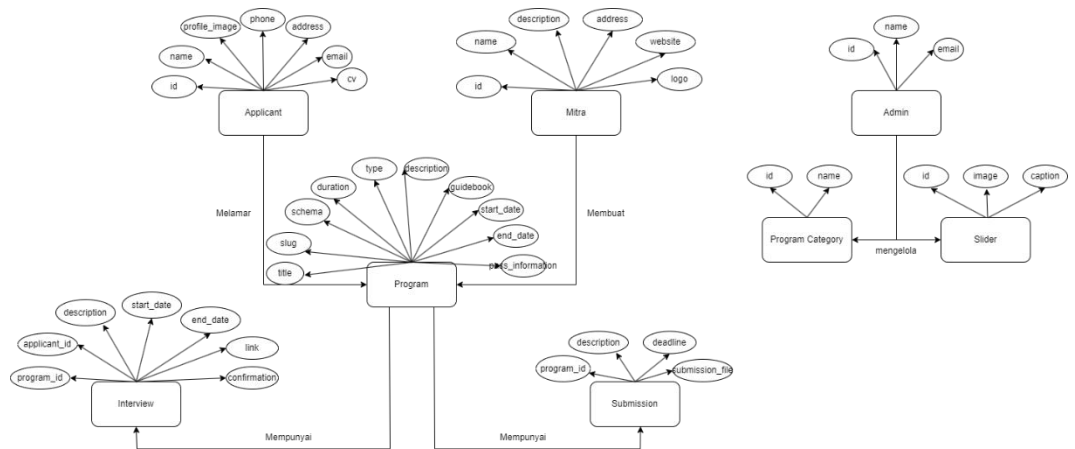 phone
profile_image
address
name
email
id
cv
Applicant
description
address
name
website
id
logo
Mitra
name
id
email
Admin
type
description
duration
guidebook
Melamar
schema
start_date
Membuat
slug
end_date
title
pass_information
Program
id
name
Program Category
id
image
caption
Slider
mengelola
start_date
description
end_date
applicant_id
link
program_id
confirmation
Interview
description
deadline
program_id
submission_file
Submission
Mempunyai
Mempunyai